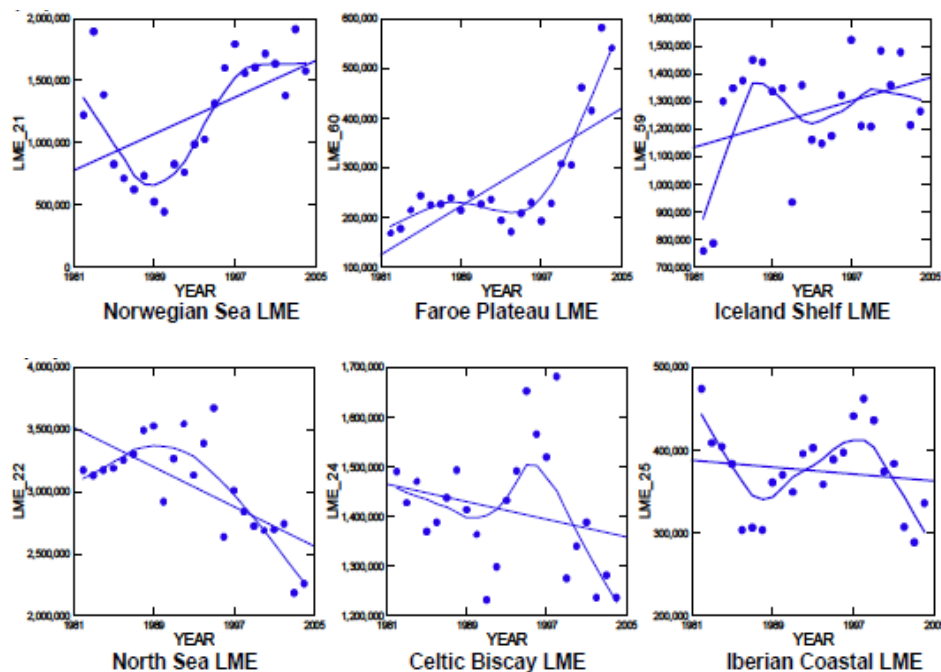 2,000,000
1,500,000
1,000,000
500,000
0
LME_21
1981 1989 1997 2005
YEAR
Norwegian Sea LME
600,000
500,000
400,000
300,000
200,000
100,000
LME_60
1981 1989 1997 2005
YEAR
Faroe Plateau LME
1,600,000
1,500,000
1,400,000
1,300,000
1,200,000
1,100,000
1,000,000
900,000
800,000
700,000
LME_59
1981 1989 1997 2005
YEAR
Iceland Shelf LME
4,000,000
3,500,000
3,000,000
2,500,000
2,000,000
LME_22
1981 1989 1997 2005
YEAR
North Sea LME
1,700,000
1,600,000
1,500,000
1,400,000
1,300,000
1,200,000
LME_24
1981 1989 1997 2005
YEAR
Celtic Biscay LME
500,000
400,000
300,000
200,000
LME_25
1981 1989 1997 2005
YEAR
Iberian Coastal LME